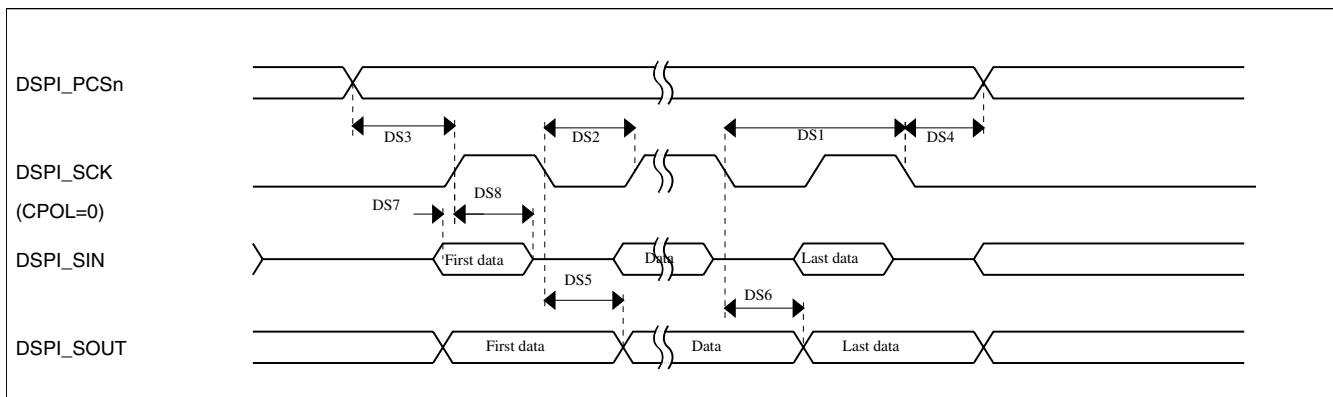 DSPI_PCSn
DS3
DS2
DS1
DS4
DSPI_SCK
(CPOL=0)
DS7
DS8
DSPI_SIN
First data
Data
Last data
DS5
DS6
DSPI_SOUT
First data
Data
Last data